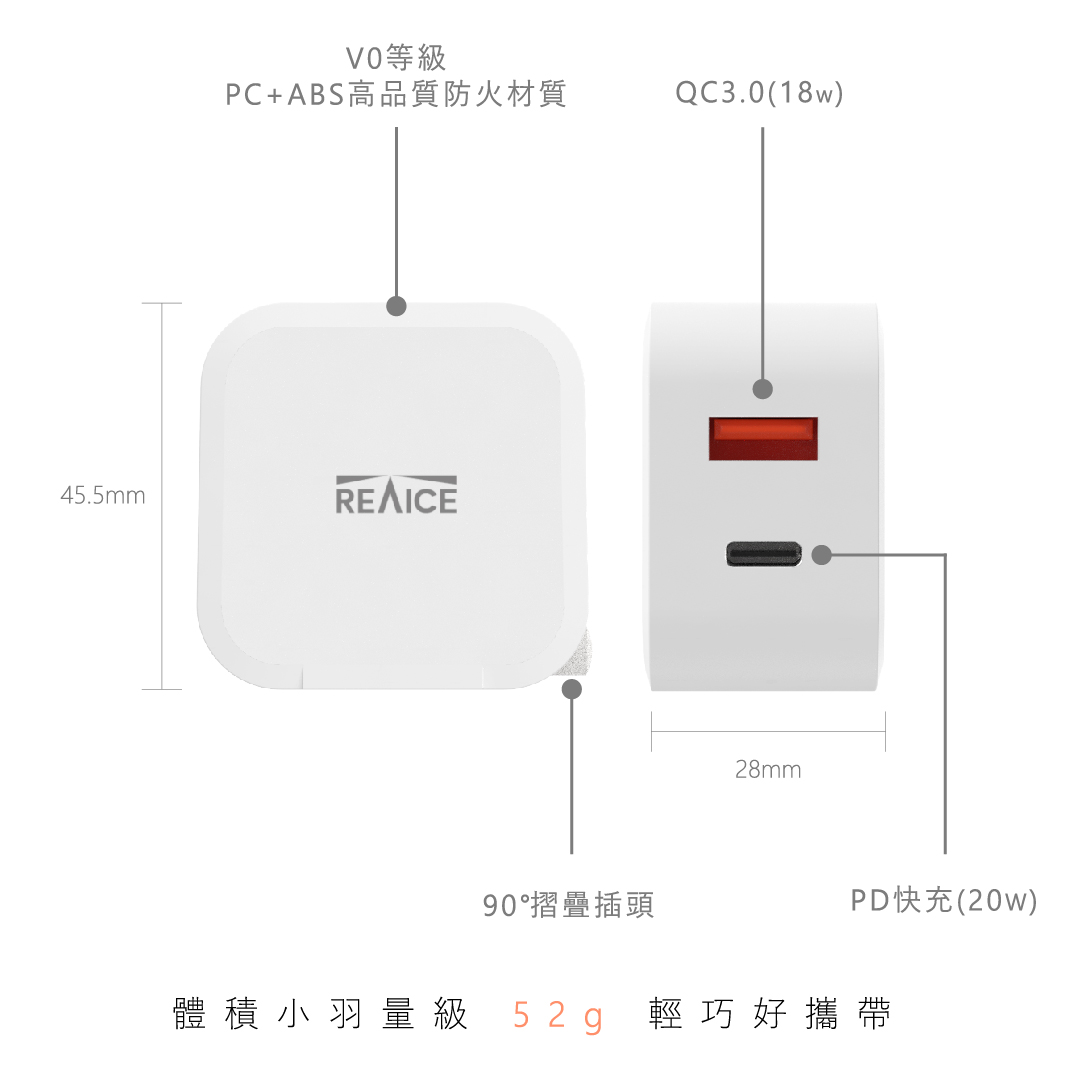 V0等級
PC+ABS高品質防火材質
QC3.0(18w)
45.5mm
REAICE
28mm
90°摺疊插頭
PD快充(20w)
體積小羽量級 52g 輕巧好攜帶